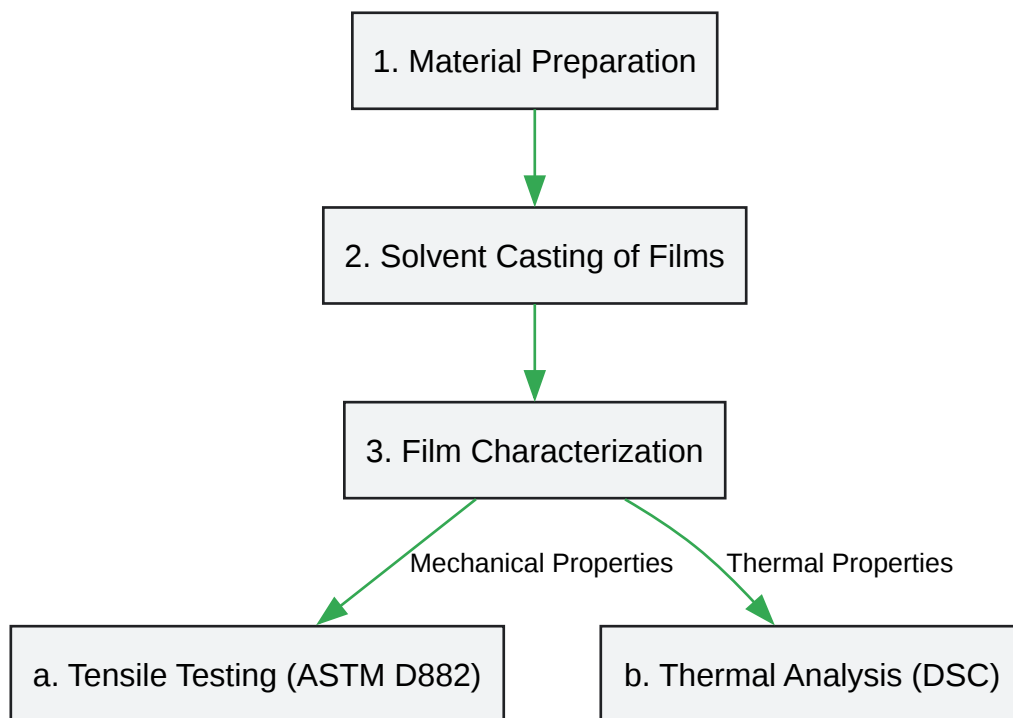 1. Material Preparation
2. Solvent Casting of Films
3. Film Characterization
Mechanical Properties
Thermal Properties
a. Tensile Testing (ASTM D882)
b. Thermal Analysis (DSC)